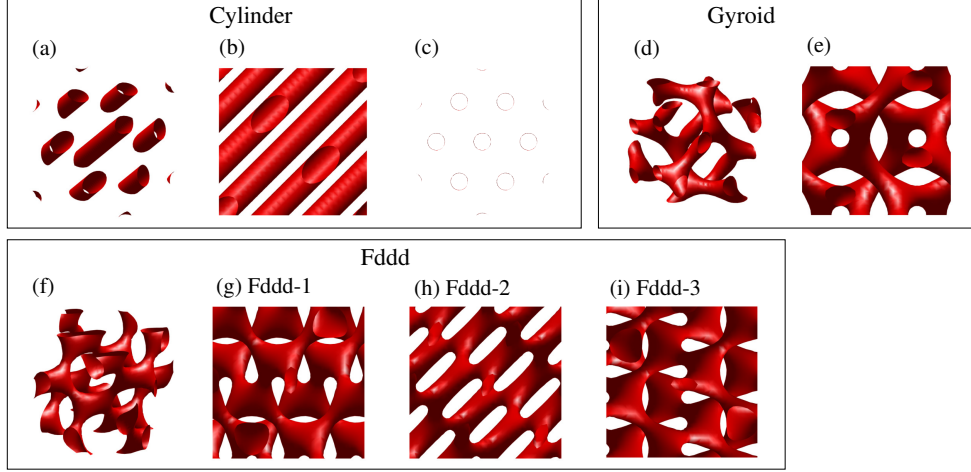 Cylinder
(a)
(b)
(c)
Gyroid
(d)
(e)
Fddd
(f)
(g) Fddd-1
(h) Fddd-2
(i) Fddd-3